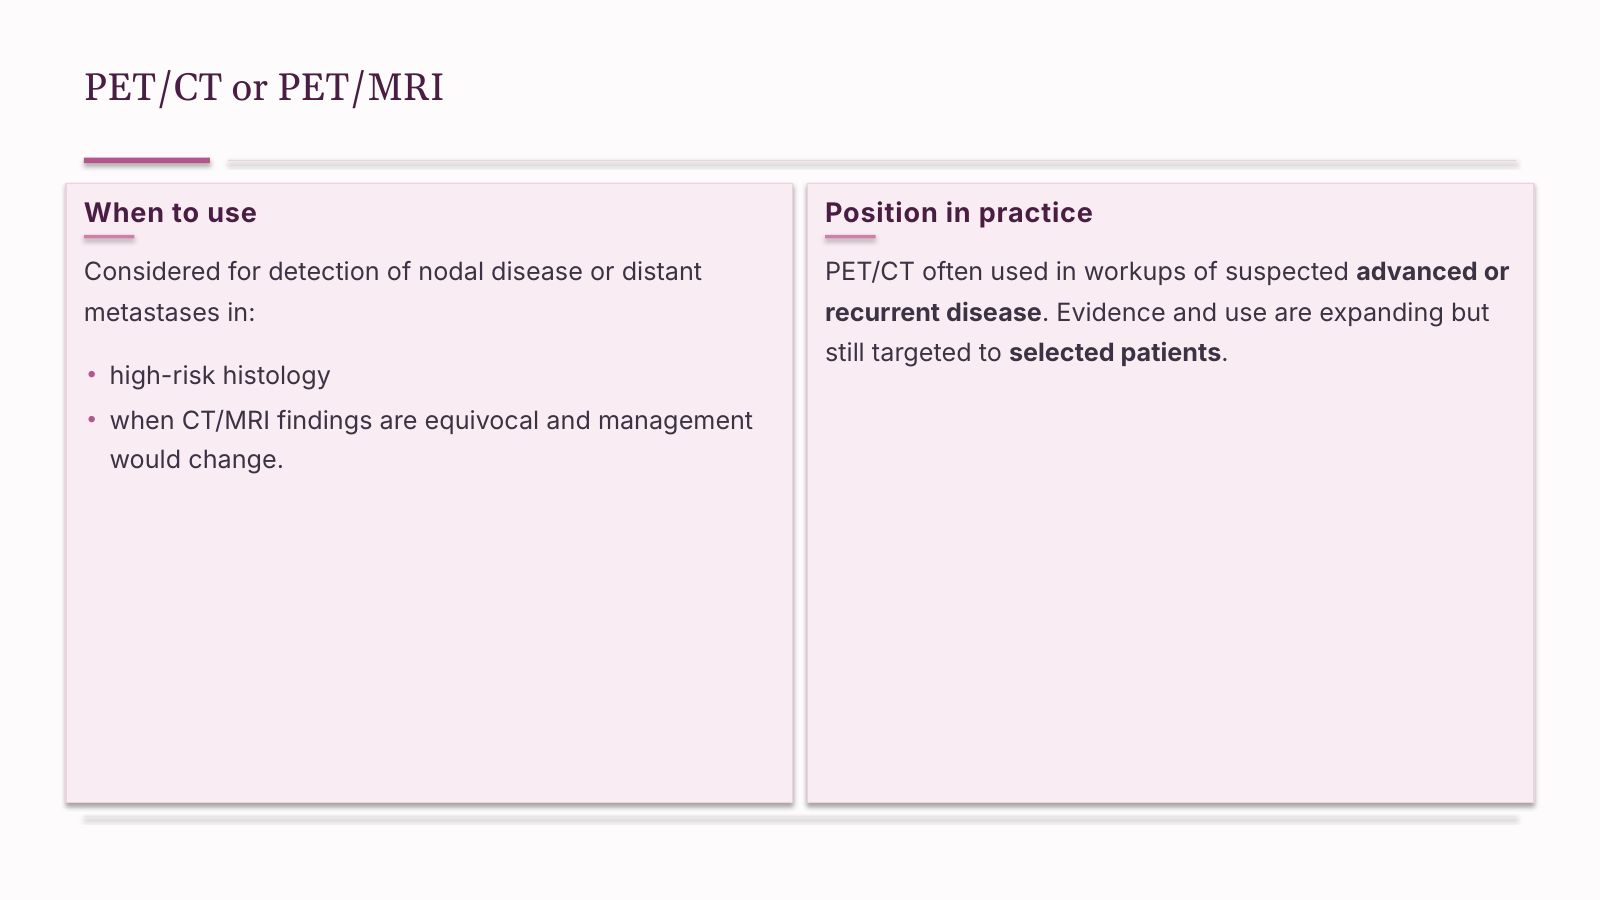 PET/CT or PET/MRI
When to use
Considered for detection of nodal disease or distant
metastases in:
• high-risk histology
• when CT/MRI findings are equivocal and management
would change.
Position in practice
PET/CT often used in workups of suspected advanced or
recurrent disease. Evidence and use are expanding but
still targeted to selected patients.